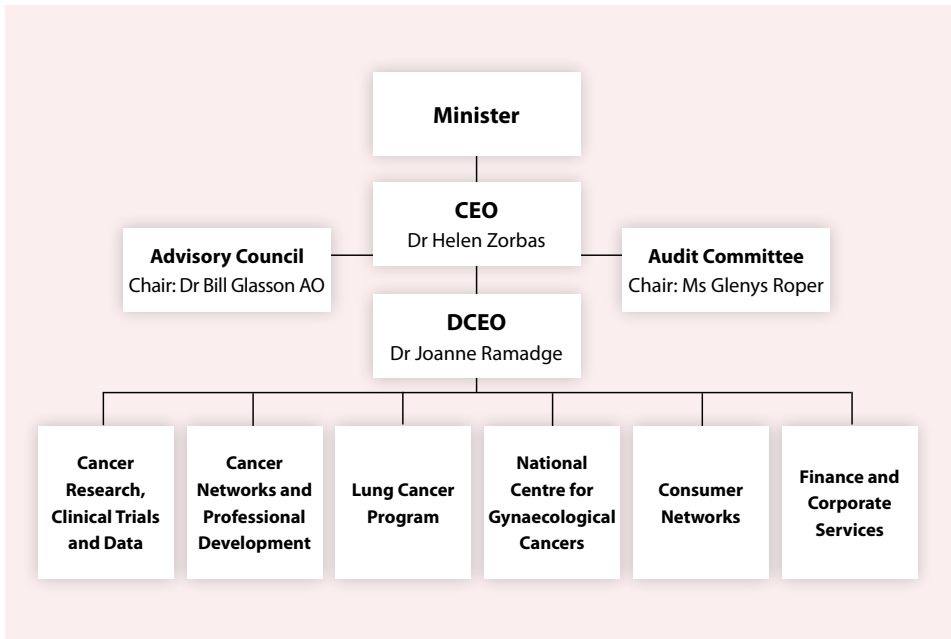 Minister
CEO
Dr Helen Zorbas
Advisory Council
Chair: Dr Bill Glasson AO
Audit Committee
Chair: Ms Glenys Roper
DCEO
Dr Joanne Ramadge
Cancer
Research,
Clinical Trials
and Data
Cancer
Networks and
Professional
Development
Lung Cancer
Program
National
Centre for
Gynaecological
Cancers
Consumer
Networks
Finance and
Corporate
Services